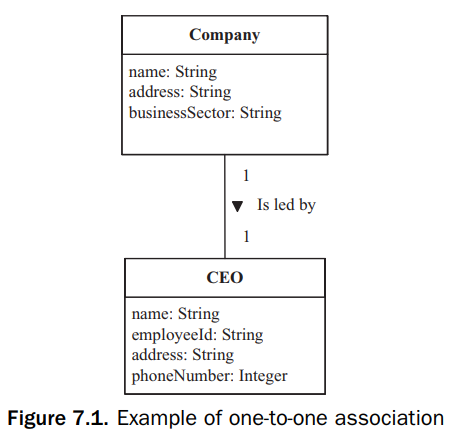 Company
name: String
address: String
businessSector: String
1
▼ Is led by
1
CEO
name: String
employeeId: String
address: String
phoneNumber: Integer
Figure 7.1. Example of one-to-one association